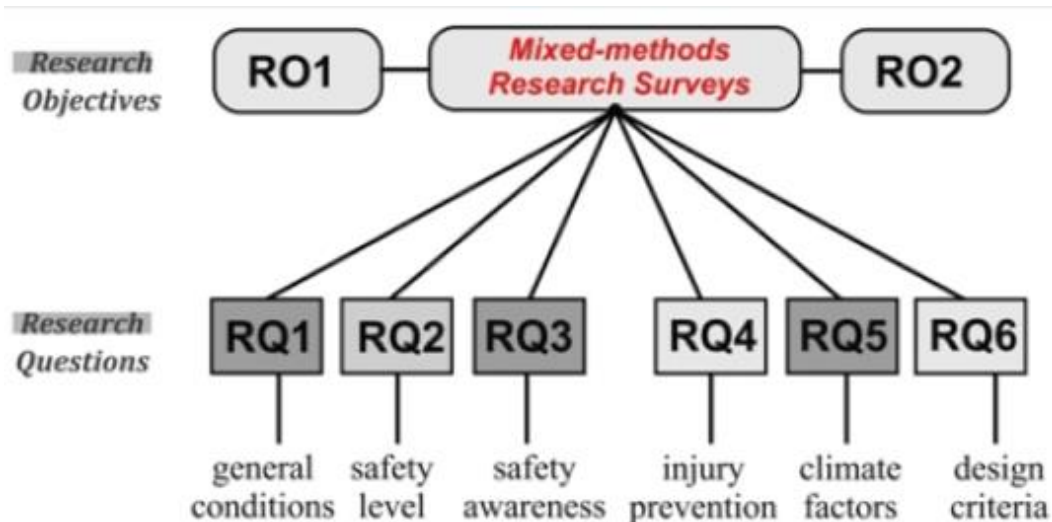 Research
Objectives
RO1
Mixed-methods
Research Surveys
RO2
Research
Questions
RQ1
RQ2
RQ3
RQ4
RQ5
RQ6
general
conditions
safety
level
safety
awareness
injury
prevention
climate
factors
design
criteria